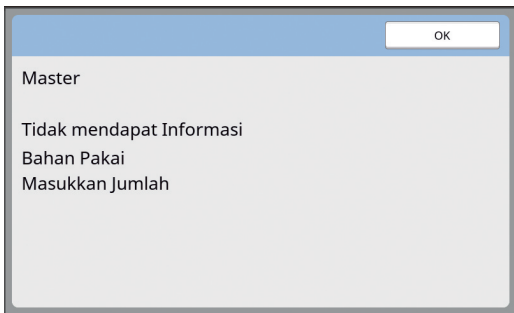 OK
Master
Tidak mendapat Informasi
Bahan Pakai
Masukkan Jumlah